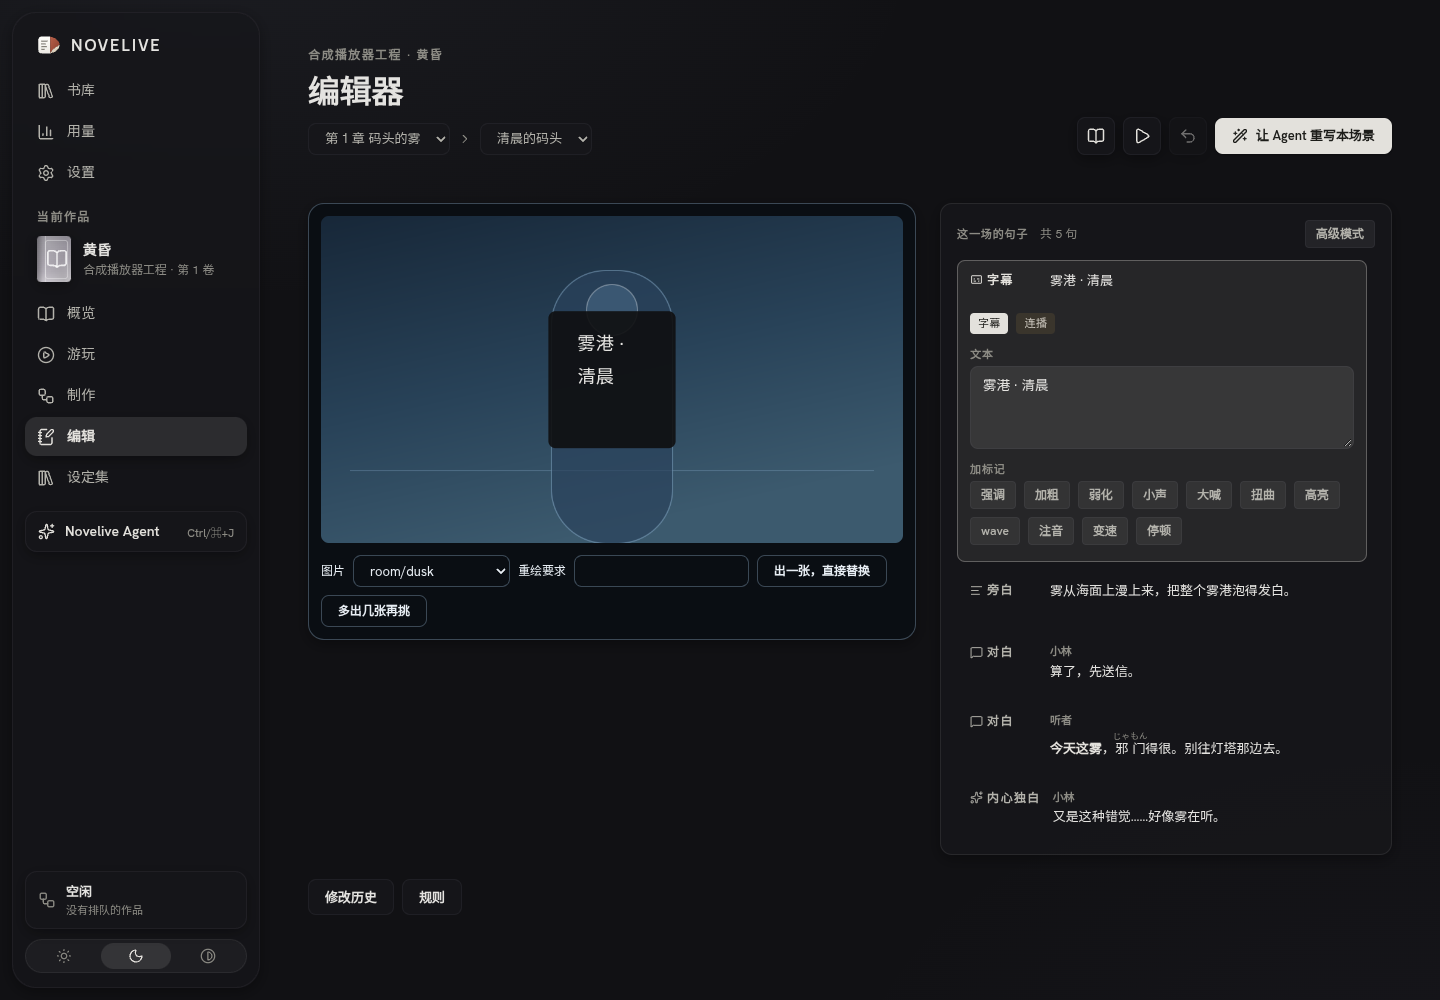 NOVELIVE
书库
用量
设置
当前作品
黄昏
合成播放器工程 · 第 1 卷
概览
游玩
制作
编辑
设定集
Novelive Agent Ctrl/⌘+J
空闲
没有排队的作品
合成播放器工程 · 黄昏
编辑器
第 1 章 码头的雾 › 清晨的码头
让 Agent 重写本场景
雾港 ·
清晨
图片 room/dusk 重绘要求 出一张，直接替换
多出几张再挑
修改历史 规则
这一场的句子 共 5 句 高级模式
字幕 雾港 · 清晨
字幕 连播
文本
雾港 · 清晨
加标记
强调 加粗 弱化 小声 大喊 扭曲 高亮
wave 注音 变速 停顿
旁白 雾从海面上漫上来，把整个雾港泡得发白。
对白 小林
算了，先送信。
对白 听者
じゃもん
今天这雾，邪 门得很。别往灯塔那边去。
内心独白 小林
又是这种错觉……好像雾在听。